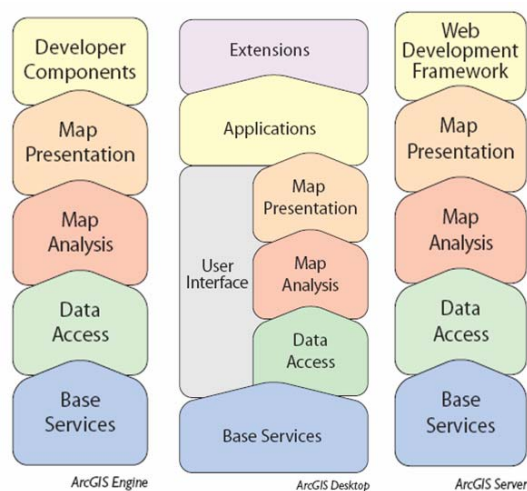 Developer
Components
Map
Presentation
Map
Analysis
Data
Access
Base
Services
ArcGIS Engine
Extensions
Applications
User
Interface
Map
Presentation
Map
Analysis
Data
Access
Base Services
ArcGIS Desktop
Web
Development
Framework
Map
Presentation
Map
Analysis
Data
Access
Base
Services
ArcGIS Server